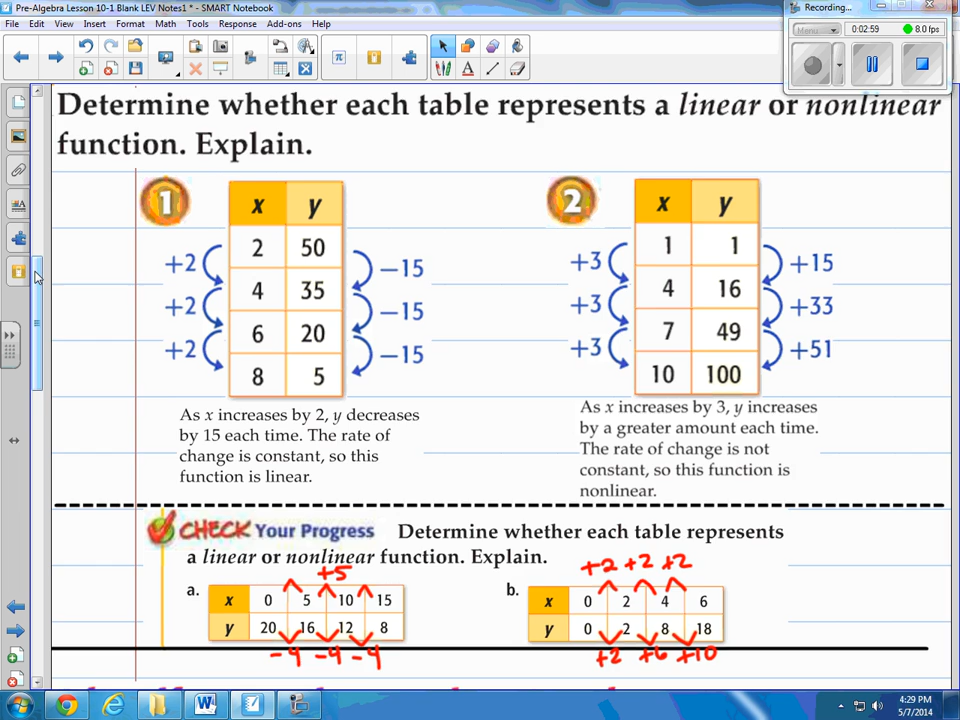 Pre-Algebra Lesson 10-1 Blank LEV Notes1 * - SMART Notebook
File Edit View Insert Format Math Tools Response Add-ons Help
Recording...
Menu 0:02:59 8.0 fps
Determine whether each table represents a linear or nonlinear
function. Explain.
1
x y
2 50
4 35
6 20
8 5
+2
+2
+2
−15
−15
−15
As x increases by 2, y decreases
by 15 each time. The rate of
change is constant, so this
function is linear.
2
x y
1 1
4 16
7 49
10 100
+3
+3
+3
+15
+33
+51
As x increases by 3, y increases
by a greater amount each time.
The rate of change is not
constant, so this function is
nonlinear.
CHECK Your Progress Determine whether each table represents
a linear or nonlinear function. Explain.
+5
a. x 0 5 10 15
y 20 16 12 8
-4 -4 -4
+2 +2 +2
b. x 0 2 4 6
y 0 2 8 18
+2 +6 +10
4:29 PM
5/7/2014